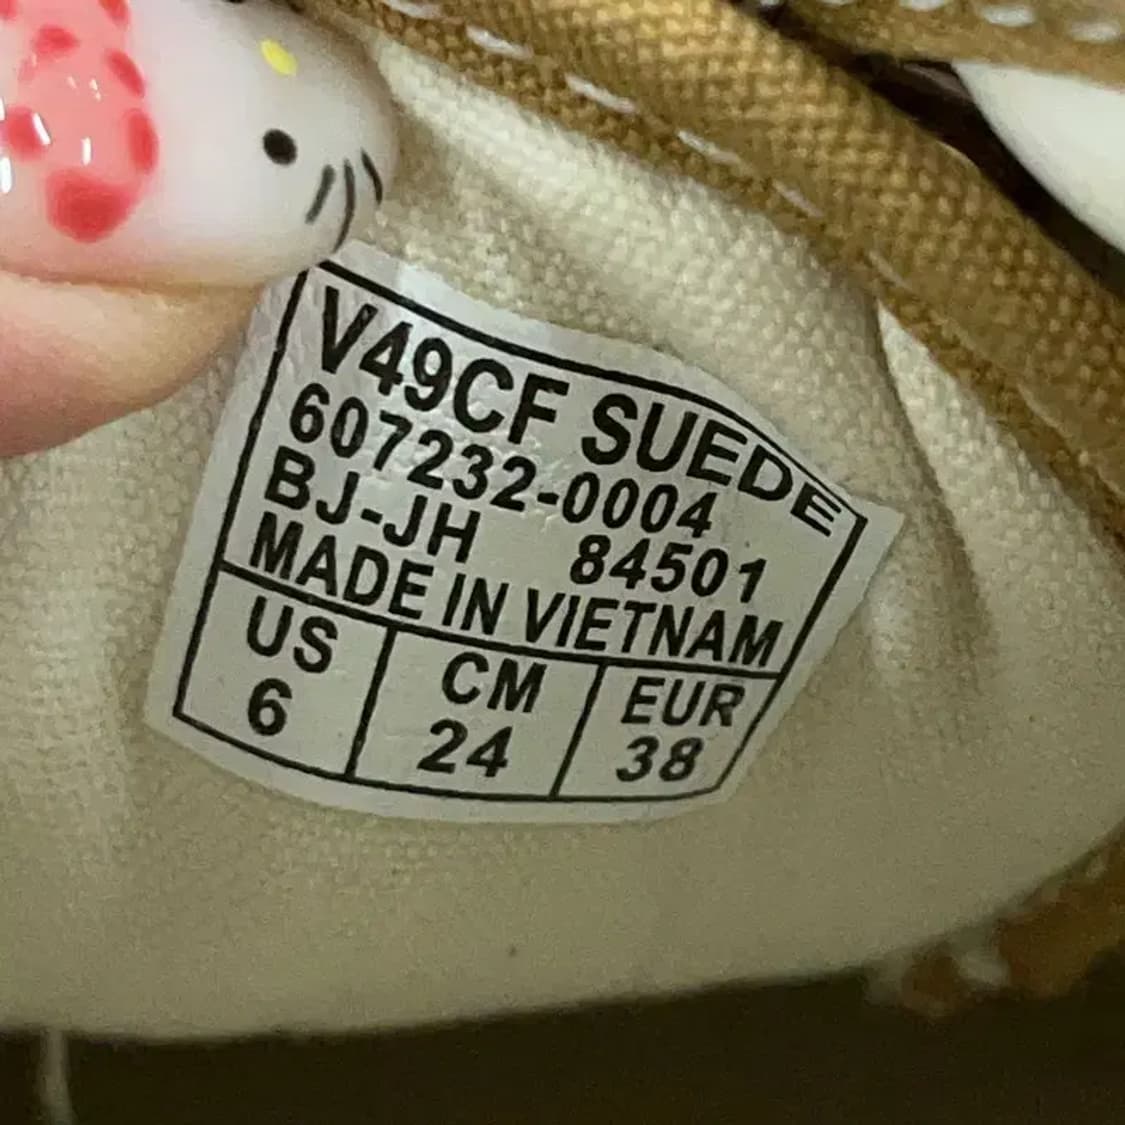 V49CF SUEDE
607232-0004
BJ-JH 84501
MADE IN VIETNAM
US CM EUR
6 24 38